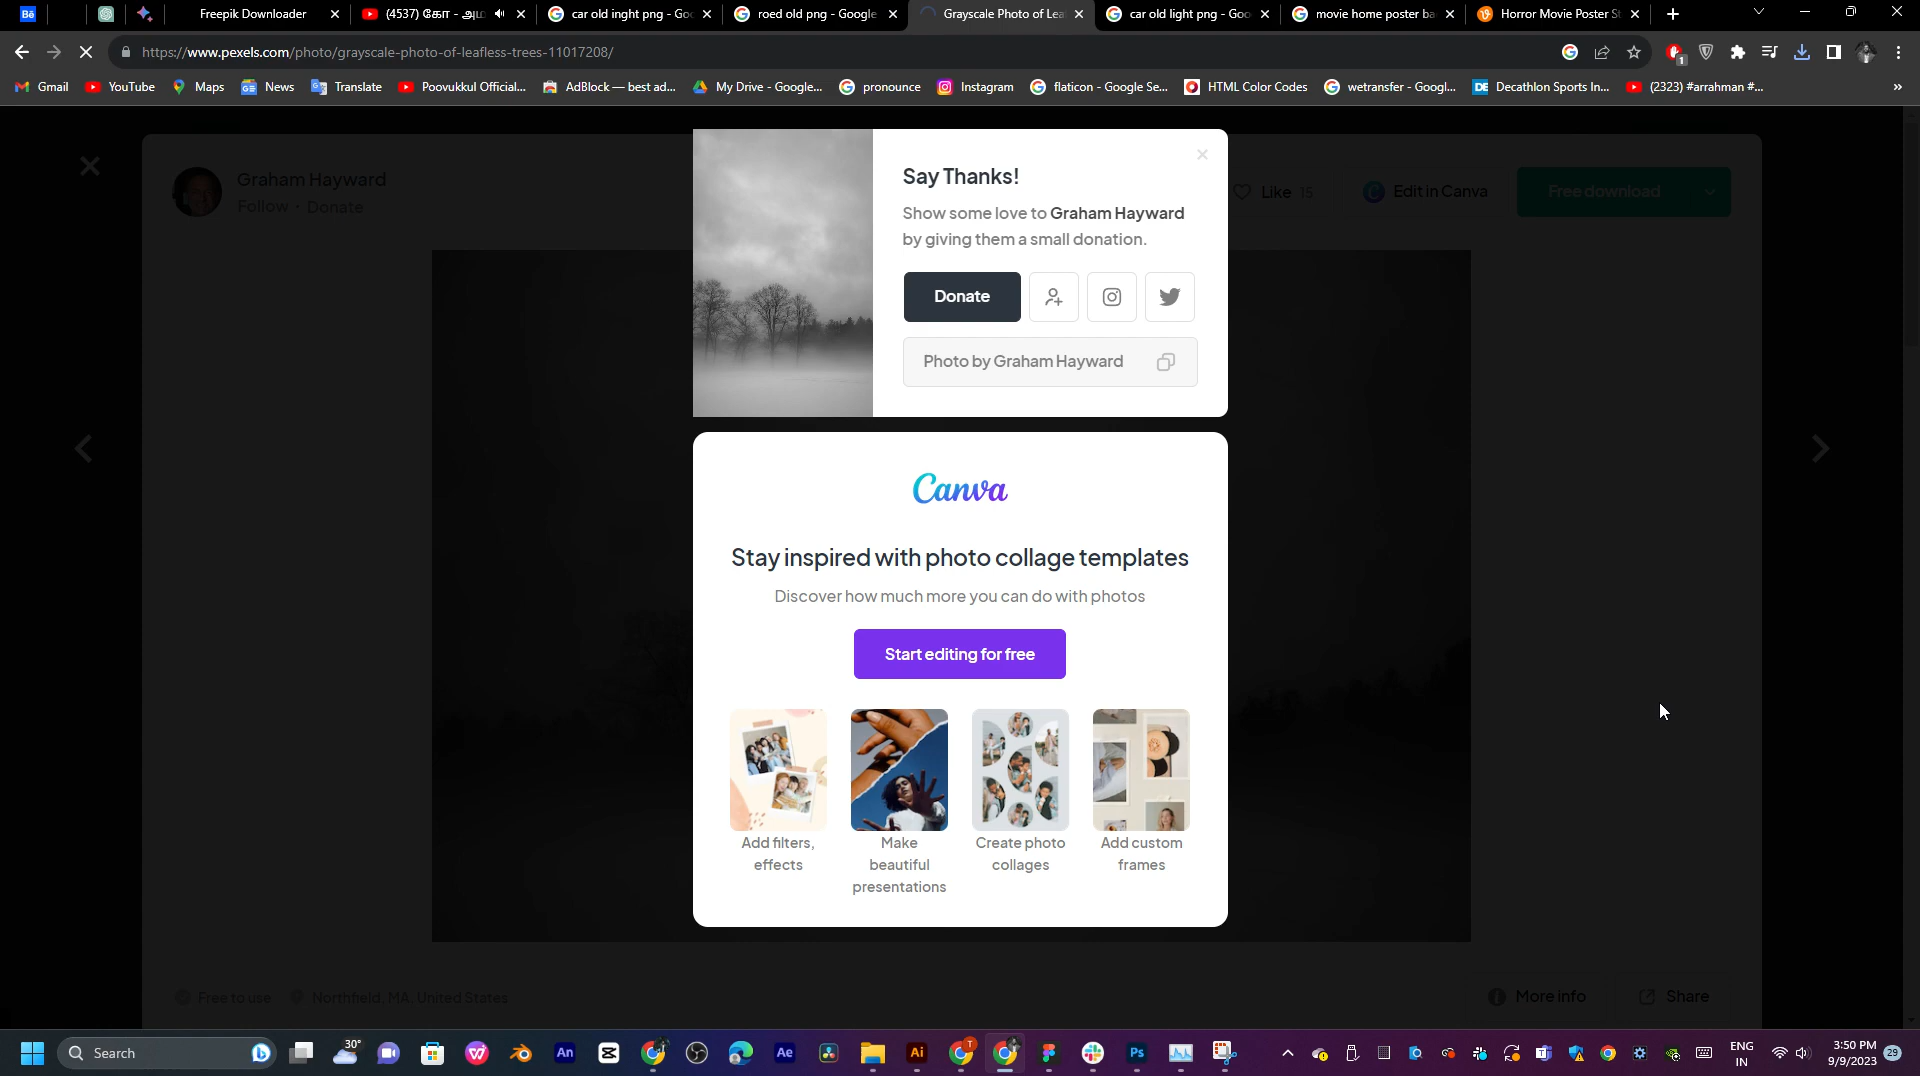 Freepik Downloader
(4537) கோ - அம
car old inght png - Goo
roed old png - Google
Grayscale Photo of Lea
car old light png - Goo
movie home poster ba
Horror Movie Poster St
https://www.pexels.com/photo/grayscale-photo-of-leafless-trees-11017208/
1
Gmail
YouTube
Maps
News
Translate
Poovukkul Official...
AdBlock — best ad...
My Drive - Google...
pronounce
Instagram
flaticon - Google Se...
HTML Color Codes
wetransfer - Googl...
Decathlon Sports In...
(2323) #arrahman #...
Graham Hayward
Follow · Donate
Like 15
Edit in Canva
Free download
Say Thanks!
Show some love to Graham Hayward
by giving them a small donation.
Donate
Photo by Graham Hayward
Canva
Stay inspired with photo collage templates
Discover how much more you can do with photos
Start editing for free
Add filters,
effects
Make
beautiful
presentations
Create photo
collages
Add custom
frames
Free to use
Northfield, MA, United States
More info
Share
Search
30°
ENG
IN
3:50 PM
9/9/2023
29